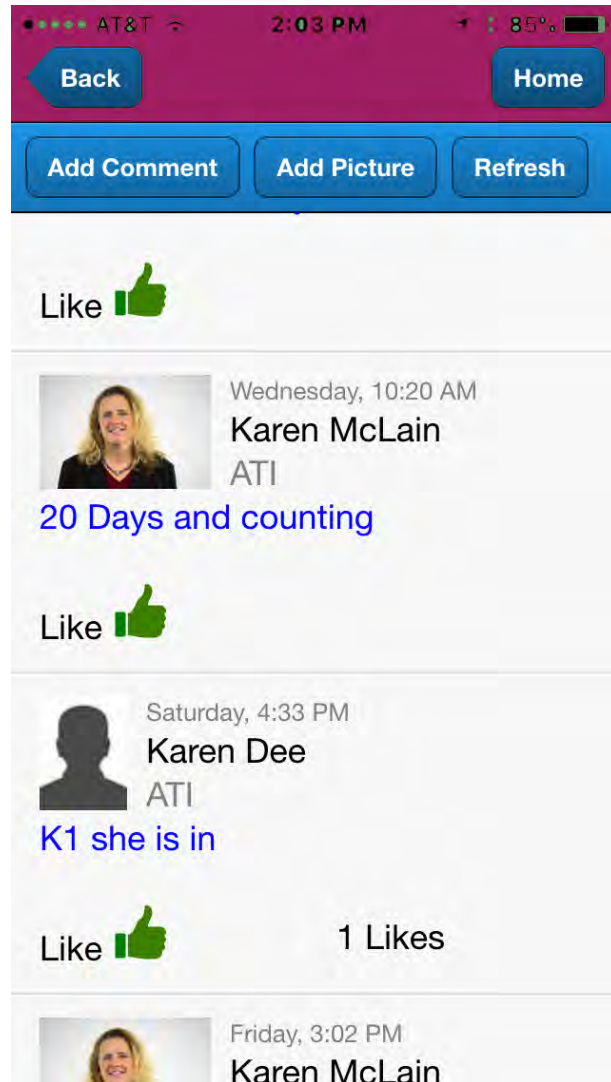 AT&T 2:03 PM 85%
Back Home
Add Comment Add Picture Refresh
Like
Wednesday, 10:20 AM
Karen McLain
ATI
20 Days and counting
Like
Saturday, 4:33 PM
Karen Dee
ATI
K1 she is in
Like 1 Likes
Friday, 3:02 PM
Karen McLain